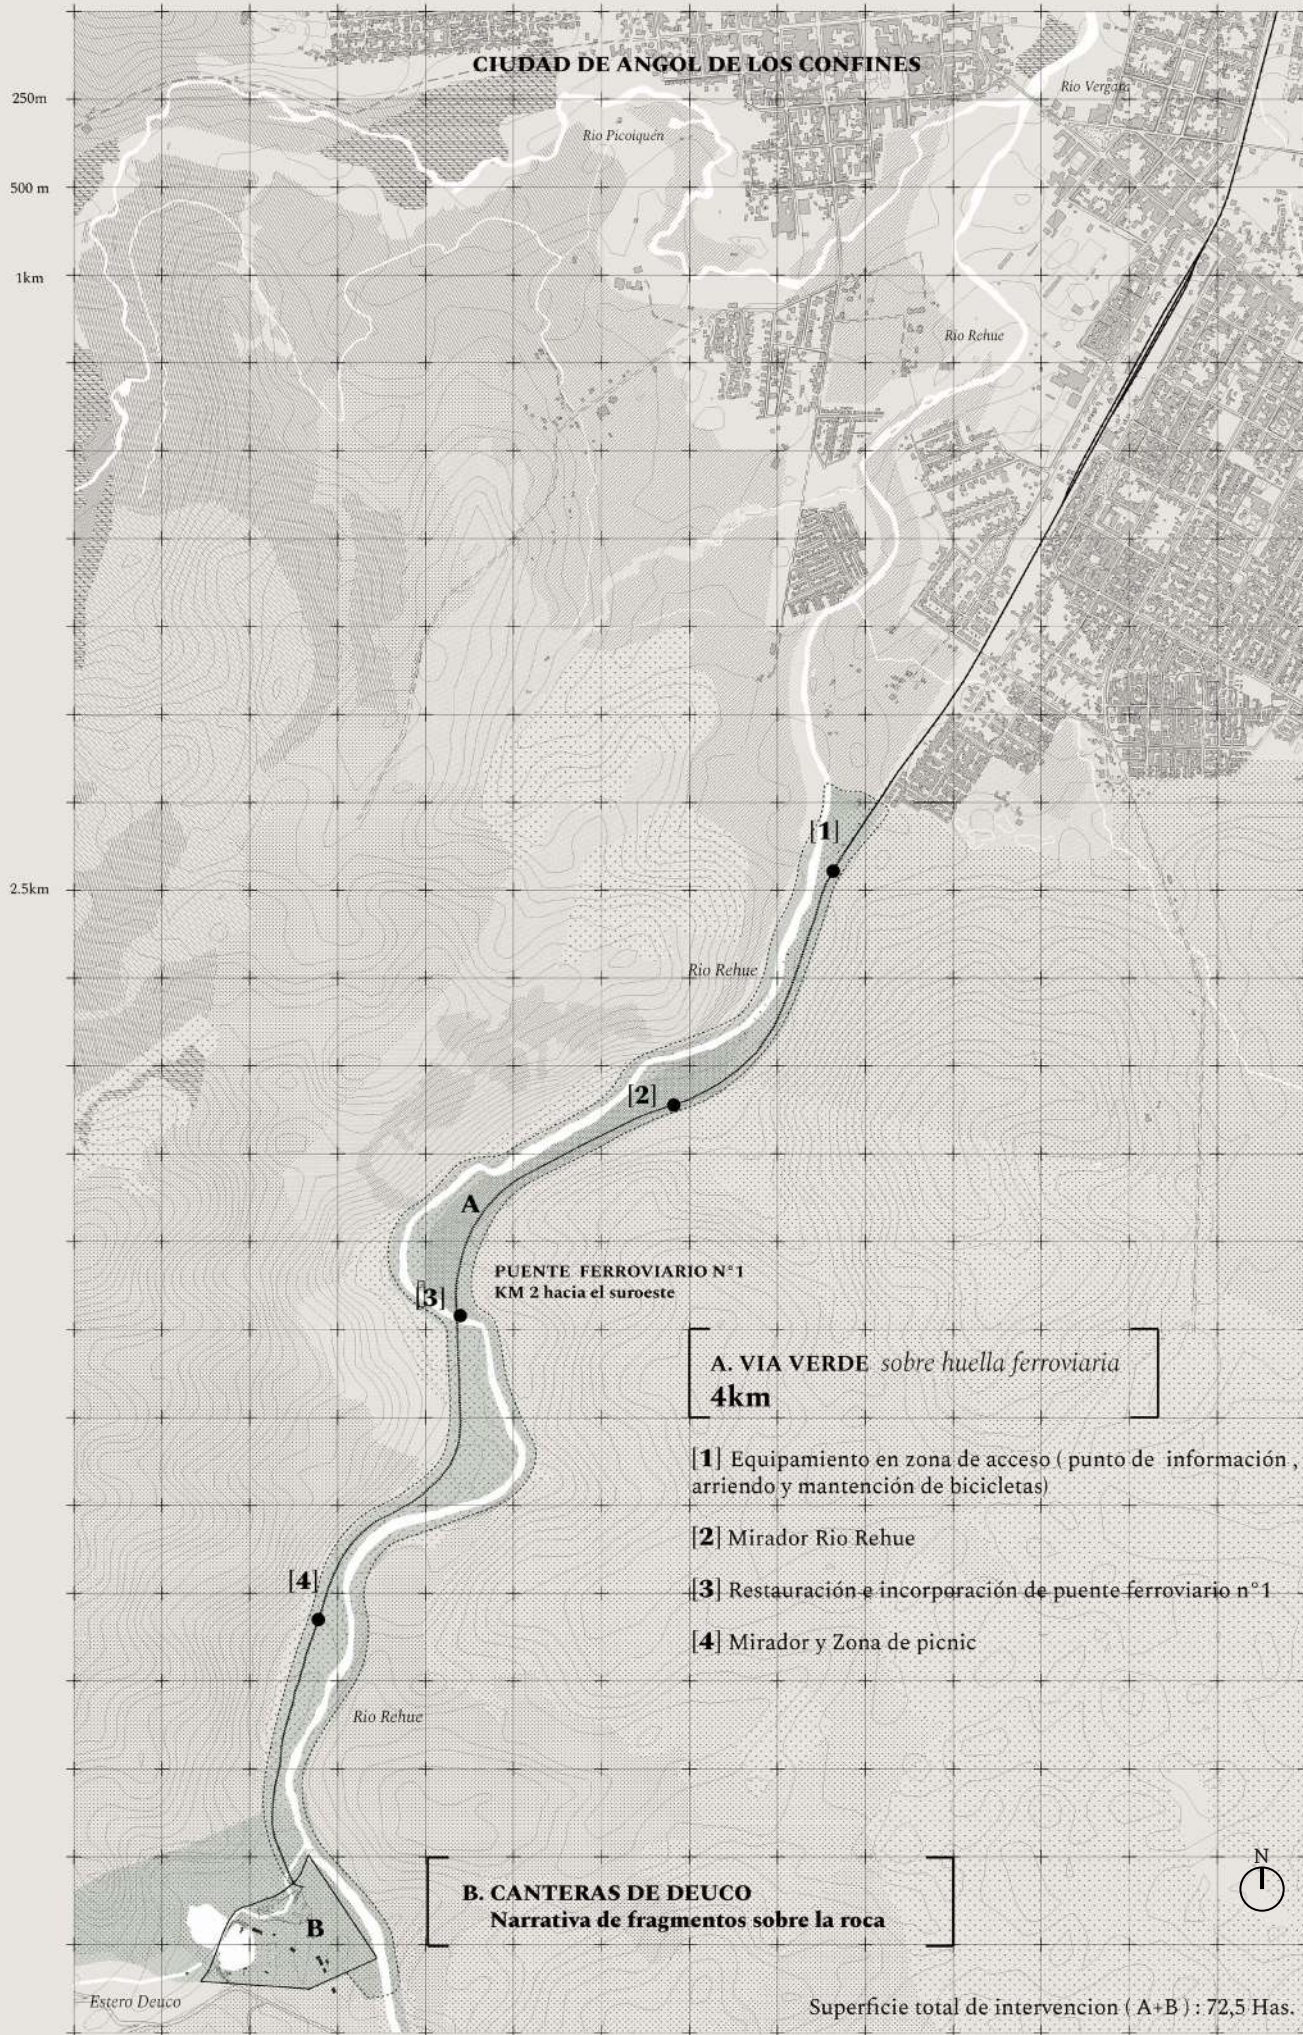 CIUDAD DE ANGOL DE LOS CONFINES
Rio Vergara
250m
Rio Picoiquén
500 m
1km
Rio Rehue
[1]
2.5km
Rio Rehue
[2]
A
PUENTE FERROVIARIO N°1
KM 2 hacia el suroeste
[3]
A. VIA VERDE sobre huella ferroviaria
4km
[1] Equipamiento en zona de acceso ( punto de información ,
arriendo y mantención de bicicletas)
[2] Mirador Rio Rehue
[4]
[3] Restauración e incorporación de puente ferroviario n°1
[4] Mirador y Zona de picnic
Rio Rehue
N
B. CANTERAS DE DEUCO
Narrativa de fragmentos sobre la roca
B
Estero Deuco
Superficie total de intervencion ( A+B ) : 72,5 Has.